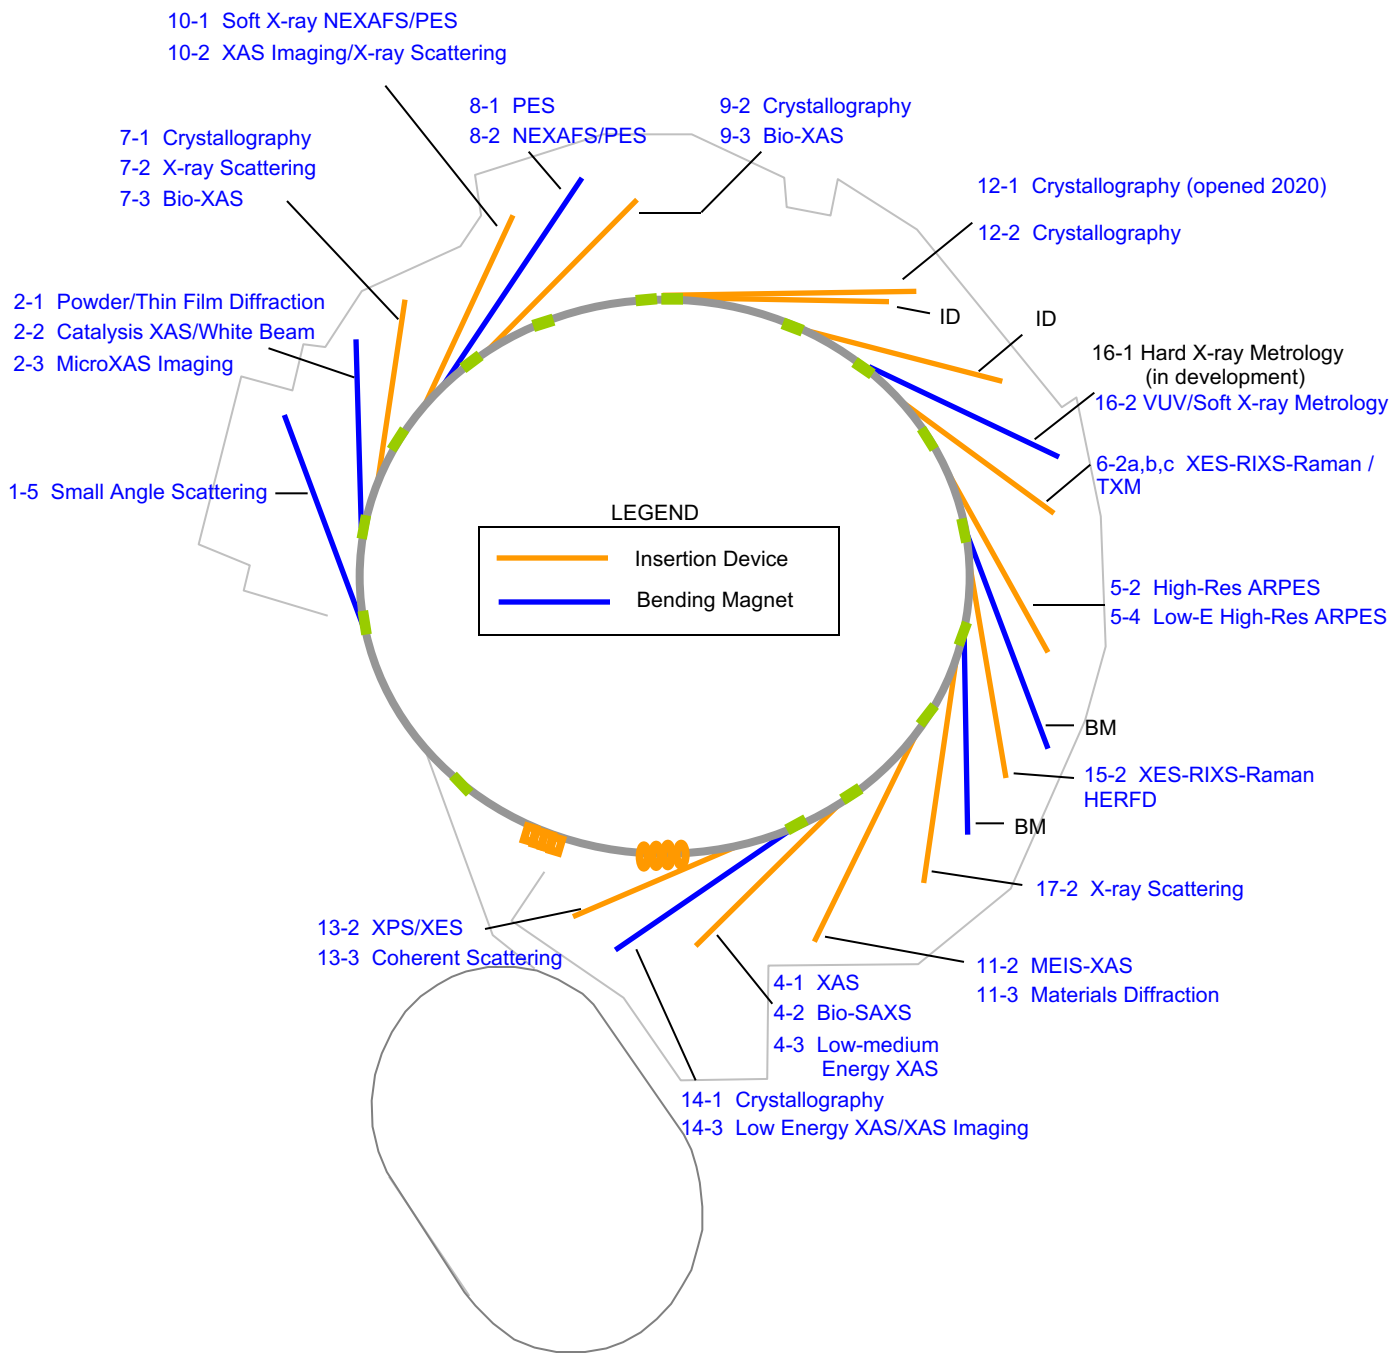 10-1 Soft X-ray NEXAFS/PES
10-2 XAS Imaging/X-ray Scattering
8-1 PES
8-2 NEXAFS/PES
9-2 Crystallography
9-3 Bio-XAS
7-1 Crystallography
7-2 X-ray Scattering
7-3 Bio-XAS
12-1 Crystallography (opened 2020)
12-2 Crystallography
2-1 Powder/Thin Film Diffraction
2-2 Catalysis XAS/White Beam
2-3 MicroXAS Imaging
ID
ID
16-1 Hard X-ray Metrology
(in development)
16-2 VUV/Soft X-ray Metrology
6-2a,b,c XES-RIXS-Raman /
TXM
1-5 Small Angle Scattering
LEGEND
Insertion Device
Bending Magnet
5-2 High-Res ARPES
5-4 Low-E High-Res ARPES
BM
15-2 XES-RIXS-Raman
HERFD
BM
17-2 X-ray Scattering
13-2 XPS/XES
13-3 Coherent Scattering
11-2 MEIS-XAS
11-3 Materials Diffraction
4-1 XAS
4-2 Bio-SAXS
4-3 Low-medium
Energy XAS
14-1 Crystallography
14-3 Low Energy XAS/XAS Imaging